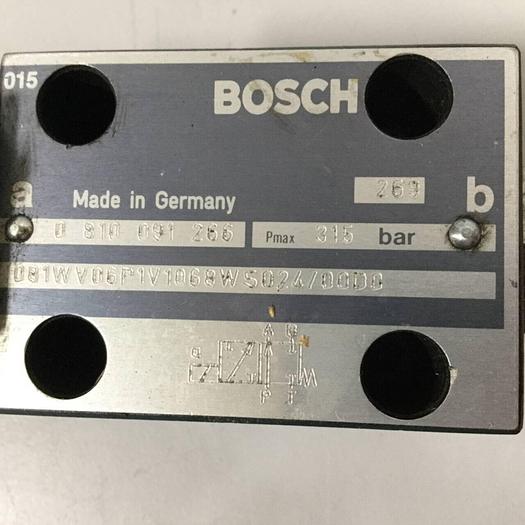 015 BOSCH
269
a Made in Germany b
0 810 091 266 Pmax 315 bar
081WV06P1V1068WS024/00D0
a A B
P T